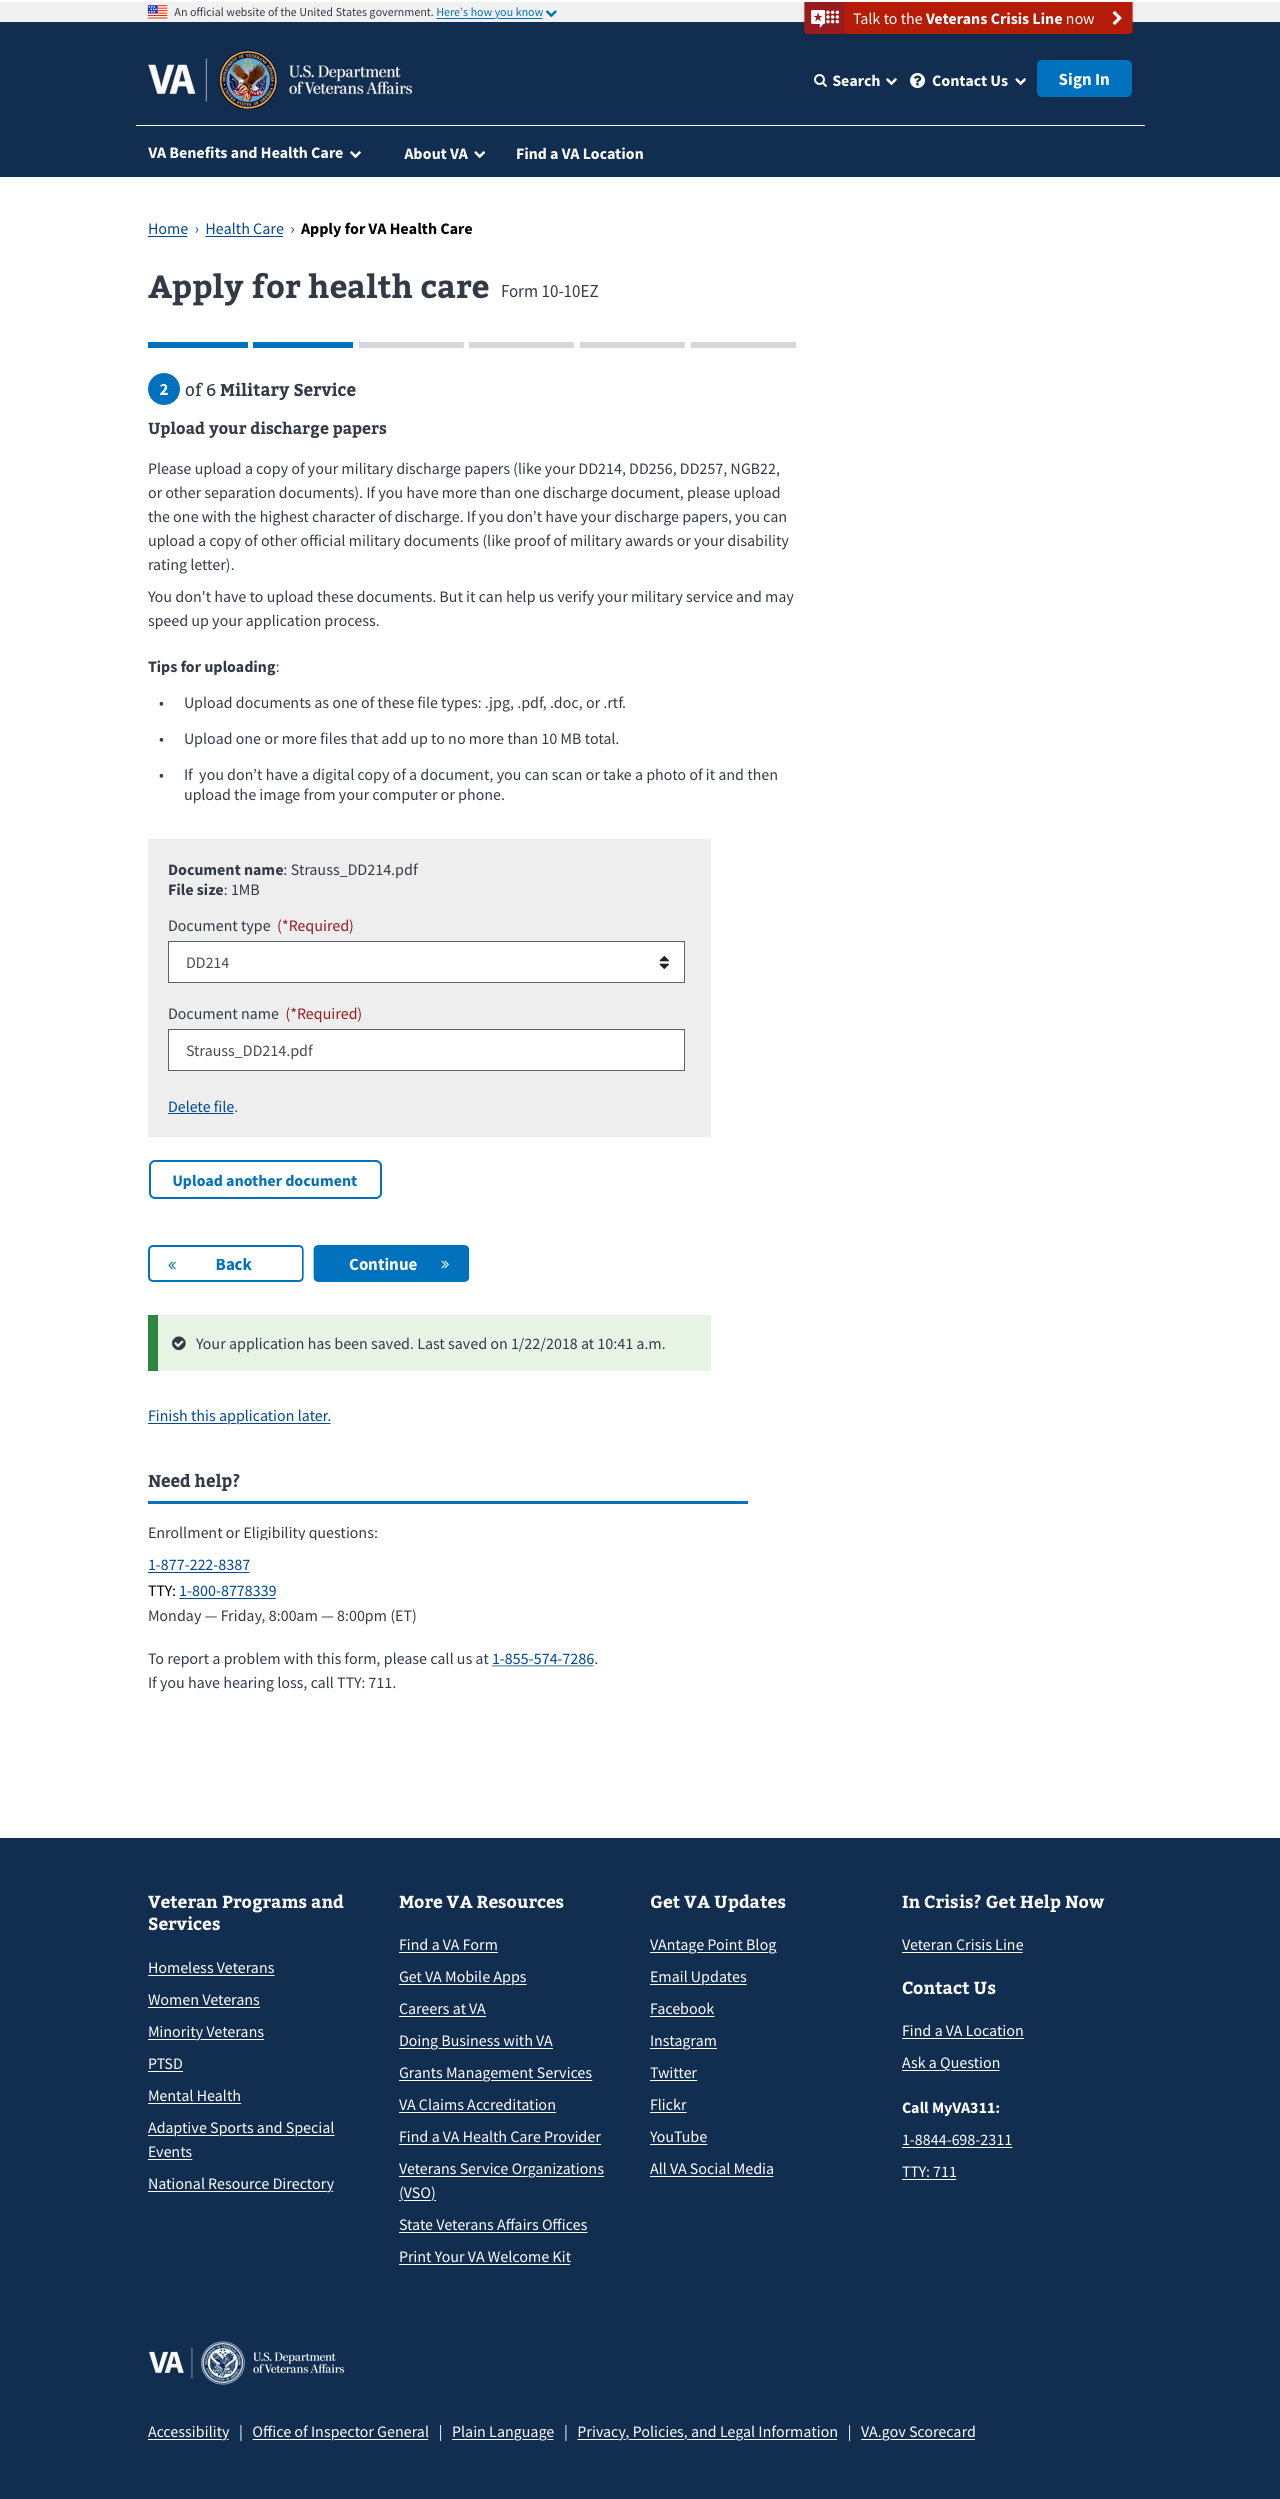 An official website of the United States government. Here's how you know
Talk to the Veterans Crisis Line now
VA
U.S. Department
of Veterans Affairs
Search
Contact Us
Sign In
VA Benefits and Health Care
About VA
Find a VA Location
Home › Health Care › Apply for VA Health Care
Apply for health care Form 10-10EZ
2 of 6 Military Service
Upload your discharge papers
Please upload a copy of your military discharge papers (like your DD214, DD256, DD257, NGB22,
or other separation documents). If you have more than one discharge document, please upload
the one with the highest character of discharge. If you don’t have your discharge papers, you can
upload a copy of other official military documents (like proof of military awards or your disability
rating letter).
You don't have to upload these documents. But it can help us verify your military service and may
speed up your application process.
Tips for uploading:
• Upload documents as one of these file types: .jpg, .pdf, .doc, or .rtf.
• Upload one or more files that add up to no more than 10 MB total.
• If you don’t have a digital copy of a document, you can scan or take a photo of it and then
upload the image from your computer or phone.
Document name: Strauss_DD214.pdf
File size: 1MB
Document type (*Required)
DD214
Document name (*Required)
Strauss_DD214.pdf
Delete file.
Upload another document
« Back
Continue »
Your application has been saved. Last saved on 1/22/2018 at 10:41 a.m.
Finish this application later.
Need help?
Enrollment or Eligibility questions:
1-877-222-8387
TTY: 1-800-8778339
Monday — Friday, 8:00am — 8:00pm (ET)
To report a problem with this form, please call us at 1-855-574-7286.
If you have hearing loss, call TTY: 711.
Veteran Programs and
Services
Homeless Veterans
Women Veterans
Minority Veterans
PTSD
Mental Health
Adaptive Sports and Special
Events
National Resource Directory
More VA Resources
Find a VA Form
Get VA Mobile Apps
Careers at VA
Doing Business with VA
Grants Management Services
VA Claims Accreditation
Find a VA Health Care Provider
Veterans Service Organizations
(VSO)
State Veterans Affairs Offices
Print Your VA Welcome Kit
Get VA Updates
VAntage Point Blog
Email Updates
Facebook
Instagram
Twitter
Flickr
YouTube
All VA Social Media
In Crisis? Get Help Now
Veteran Crisis Line
Contact Us
Find a VA Location
Ask a Question
Call MyVA311:
1-8844-698-2311
TTY: 711
VA
U.S. Department
of Veterans Affairs
Accessibility | Office of Inspector General | Plain Language | Privacy, Policies, and Legal Information | VA.gov Scorecard